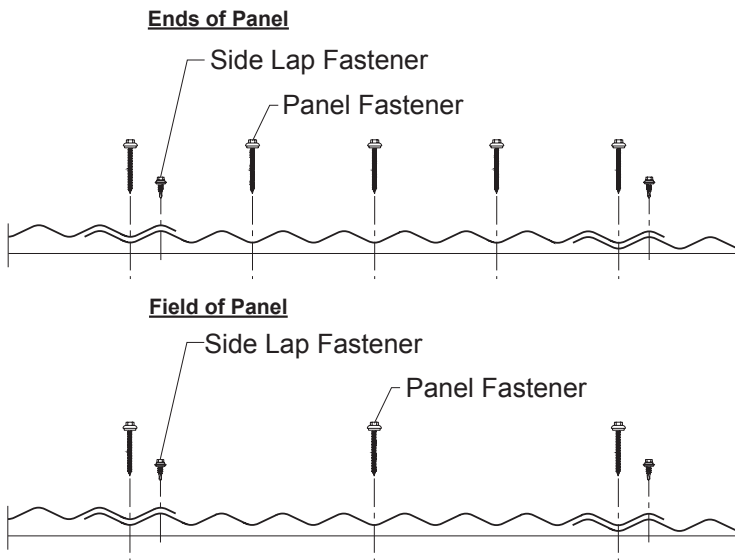 Ends of Panel
Side Lap Fastener
Panel Fastener
Field of Panel
Side Lap Fastener
Panel Fastener